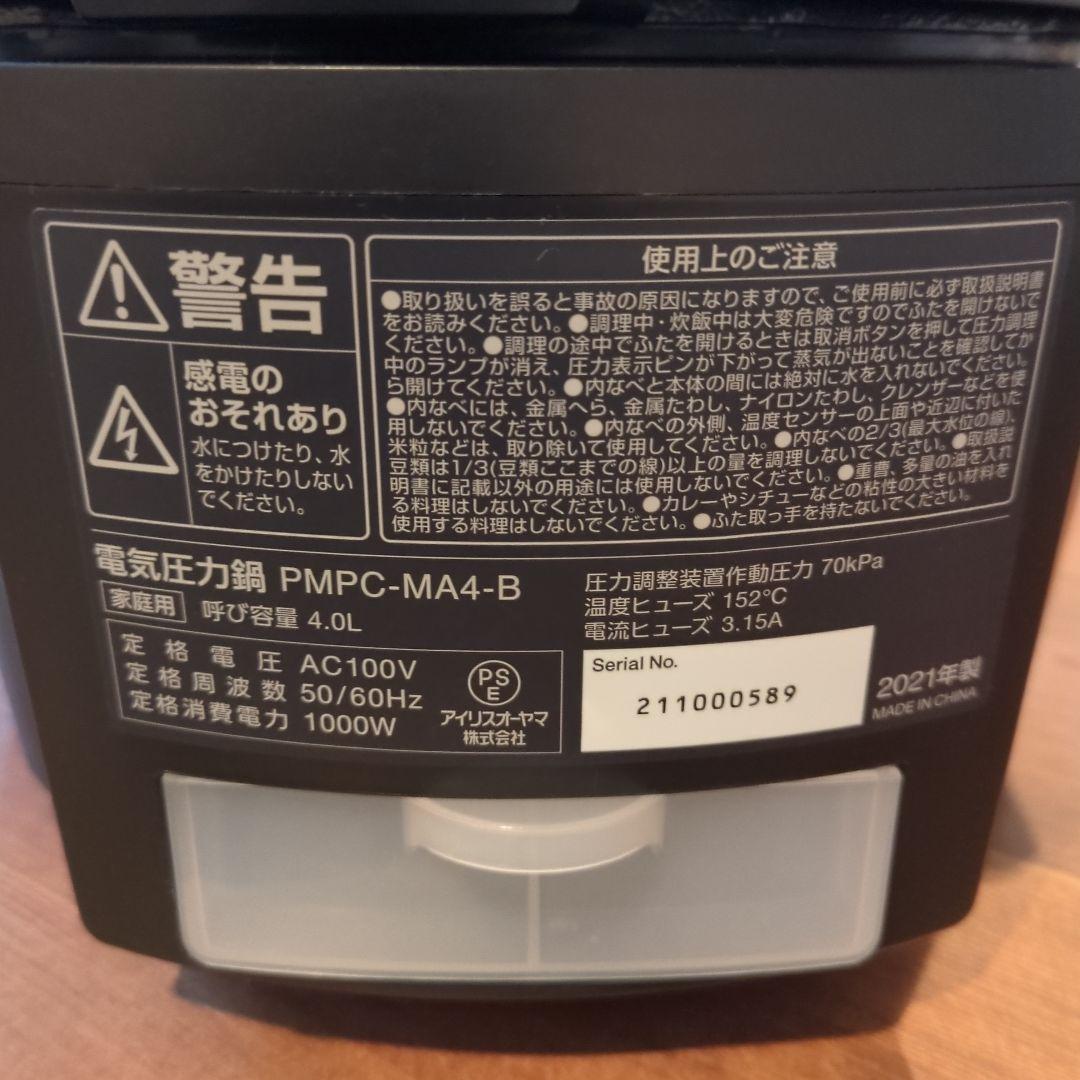 警告
感電の
おそれあり
水につけたり、水
をかけたりしない
でください。
使用上のご注意
●取り扱いを誤ると事故の原因になりますので、ご使用前に必ず取扱説明書
をお読みください。●調理中・炊飯中は大変危険ですのでふたを開けないで
ください。●調理の途中でふたを開けるときは取消ボタンを押して圧力調理
中のランプが消え、圧力表示ピンが下がって蒸気が出ないことを確認してか
ら開けてください。●内なべと本体の間には絶対に水を入れないでください。
●内なべには、金属へら、金属たわし、ナイロンたわし、クレンザーなどを使
用しないでください。●内なべの外側、温度センサーの上面や近辺に付いた
米粒などは、取り除いて使用してください。●内なべの2/3(最大水位の線)、
豆類は1/3(豆類ここまでの線)以上の量を調理しないでください。●取扱説
明書に記載以外の用途には使用しないでください。●重曹、多量の油を入れ
る料理はしないでください。●カレーやシチューなどの粘性の大きい材料を
使用する料理はしないでください。●ふた取っ手を持たないでください。
電気圧力鍋 PMPC-MA4-B
家庭用 呼び容量 4.0L
定格電圧 AC100V
定格周波数 50/60Hz
定格消費電力 1000W
PS
E
アイリスオーヤマ
株式会社
圧力調整装置作動圧力 70kPa
温度ヒューズ 152℃
電流ヒューズ 3.15A
Serial No.
211000589
2021年製
MADE IN CHINA